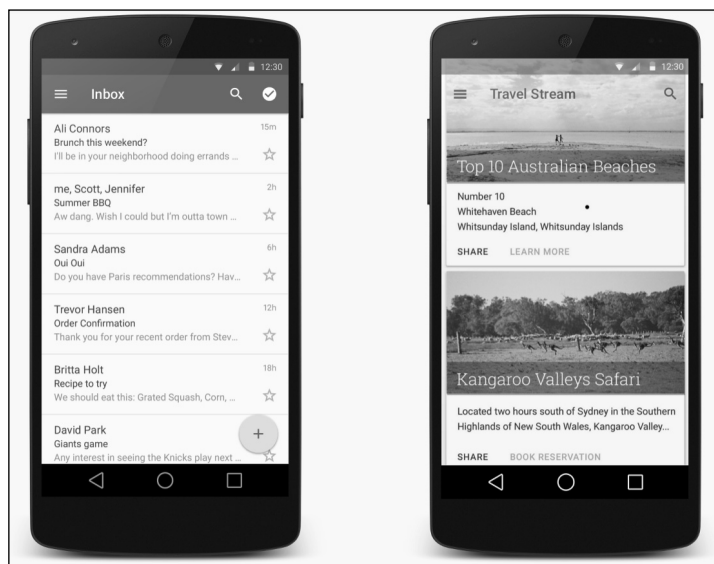 12:30
Inbox
Ali Connors 15m
Brunch this weekend?
I'll be in your neighborhood doing errands ...
me, Scott, Jennifer 2h
Summer BBQ
Aw dang. Wish I could but I'm outta town ...
Sandra Adams 6h
Oui Oui
Do you have Paris recommendations? Hav...
Trevor Hansen 12h
Order Confirmation
Thank you for your recent order from Stev...
Britta Holt 18h
Recipe to try
We should eat this: Grated Squash, Corn, ...
David Park
Giants game
Any interest in seeing the Knicks play next ...
12:30
Travel Stream
Top 10 Australian Beaches
Number 10
Whitehaven Beach
Whitsunday Island, Whitsunday Islands
SHARE LEARN MORE
Kangaroo Valleys Safari
Located two hours south of Sydney in the Southern
Highlands of New South Wales, Kangaroo Valley...
SHARE BOOK RESERVATION